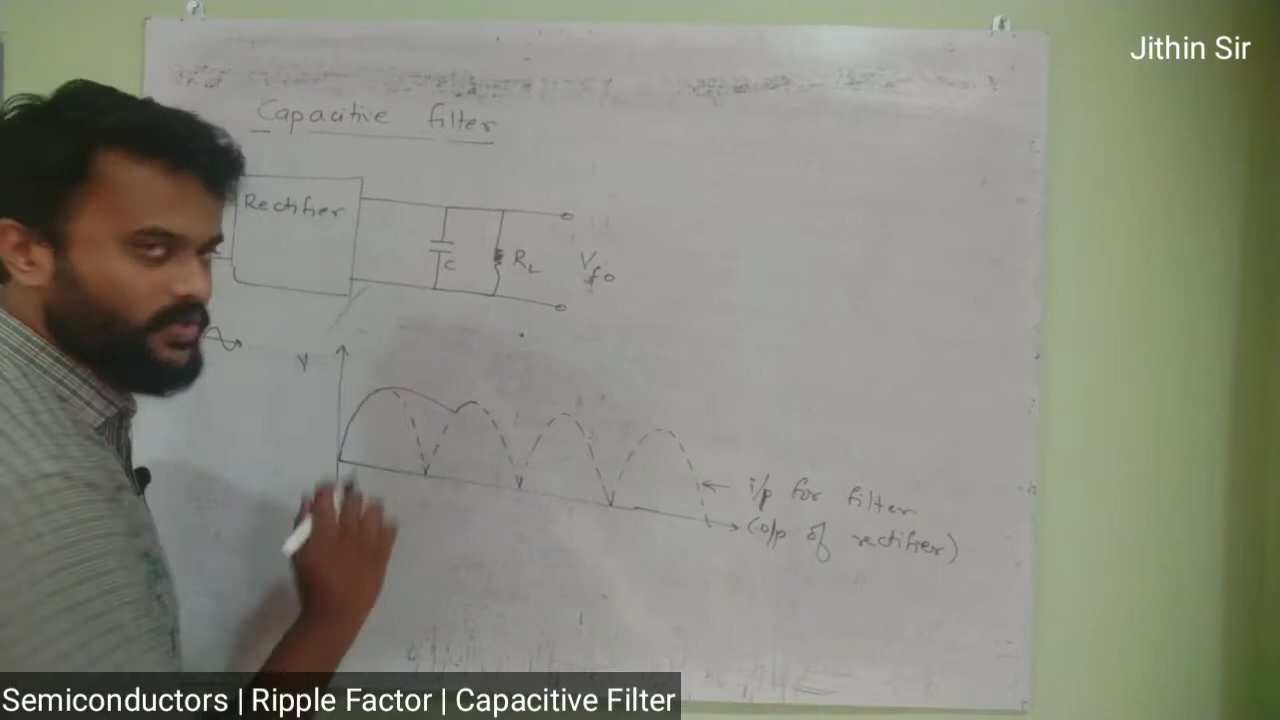 Jithin Sir
Capacitive filter
Rectifier
C
RL
Vfo
V
i/p for filter
(o/p of rectifier)
Semiconductors | Ripple Factor | Capacitive Filter